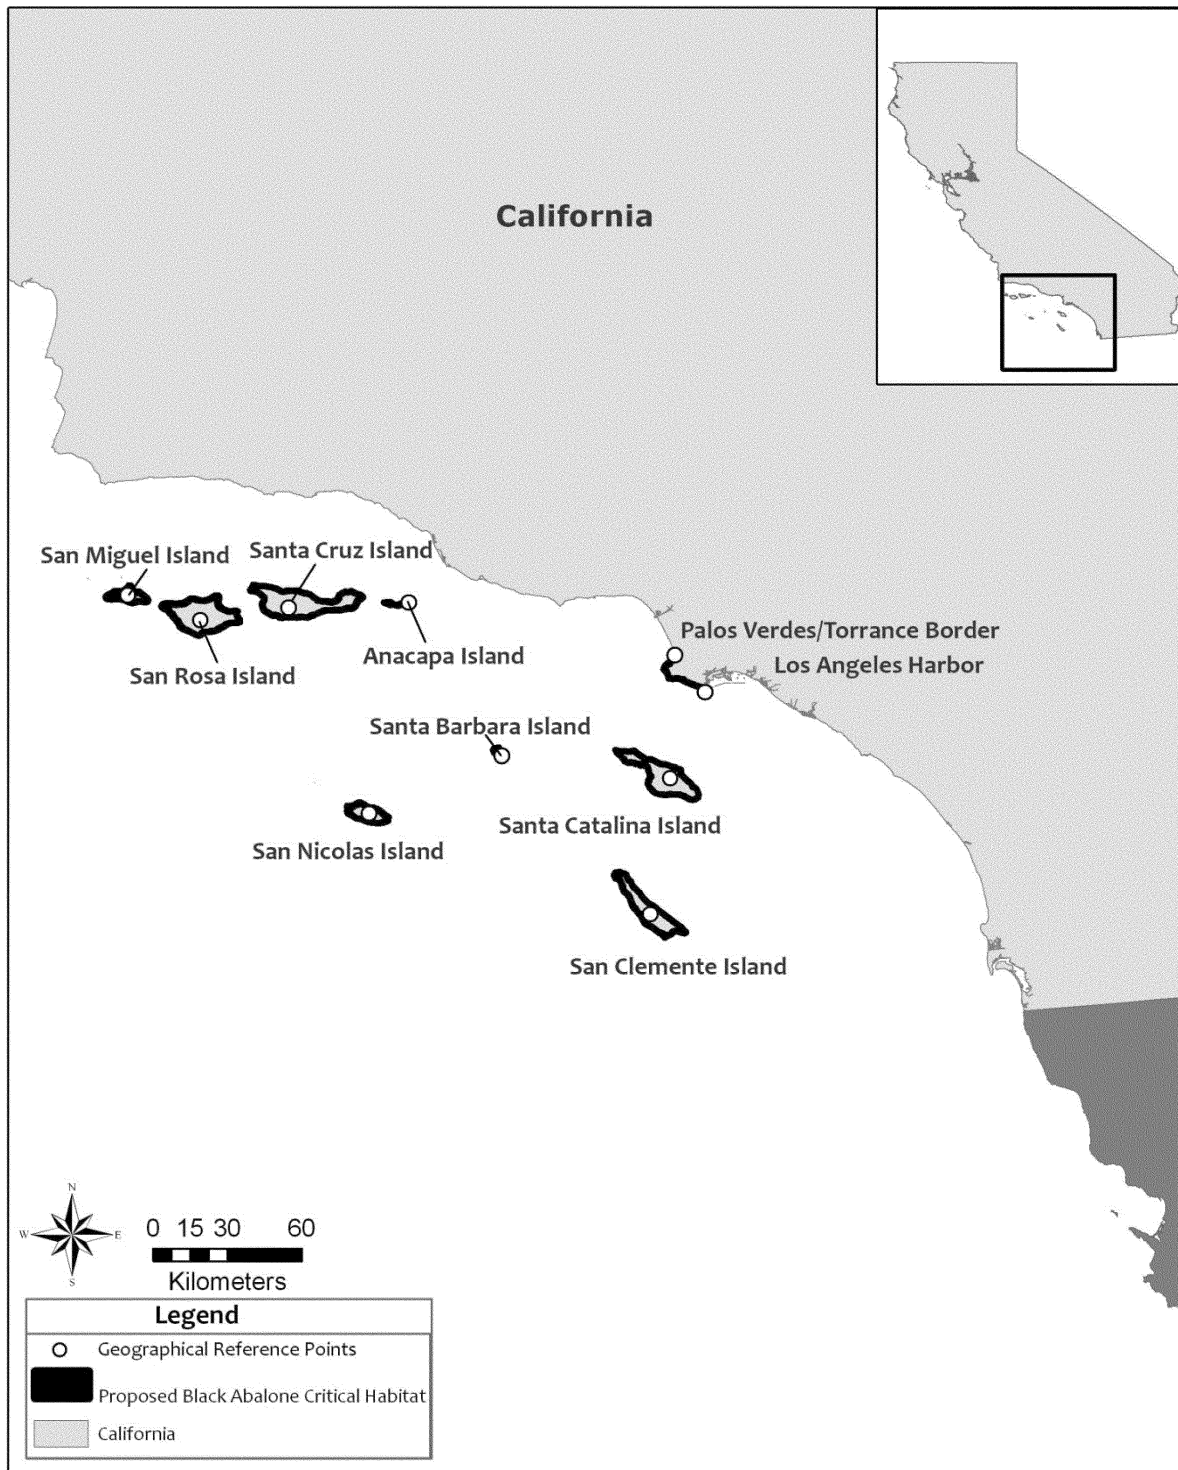 California
San Miguel Island
Santa Cruz Island
San Rosa Island
Anacapa Island
Palos Verdes/Torrance Border
Los Angeles Harbor
Santa Barbara Island
Santa Catalina Island
San Nicolas Island
San Clemente Island
N
W
E
S
0 15 30 60
Kilometers
Legend
Geographical Reference Points
Proposed Black Abalone Critical Habitat
California